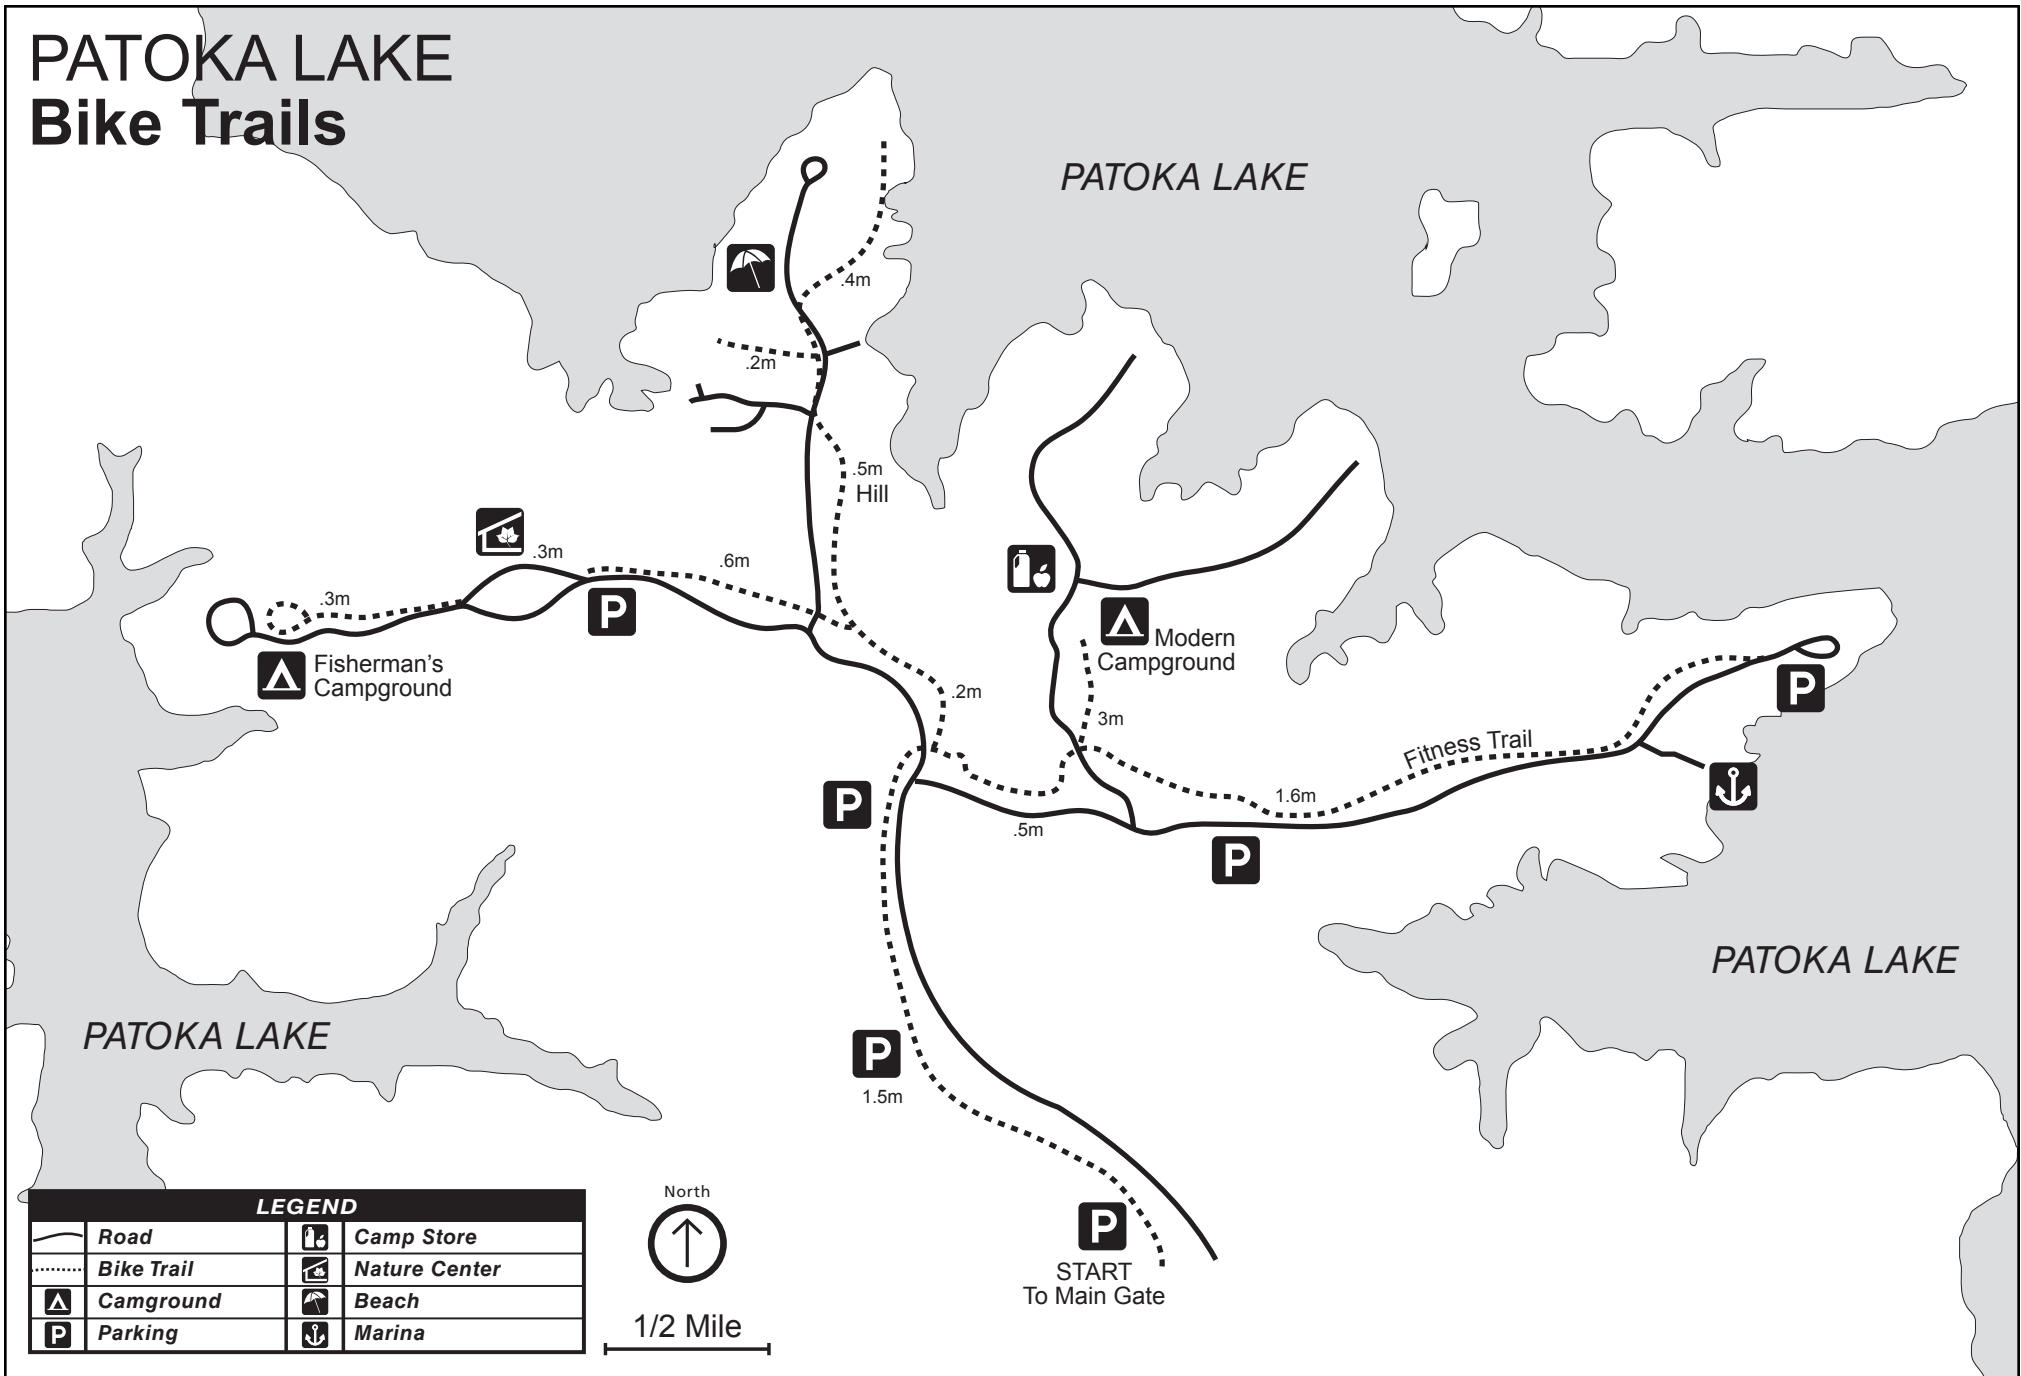 PATOKA LAKE
Bike Trails
PATOKA LAKE
.4m
.2m
.5m
Hill
.3m
.6m
.3m
P
Fisherman's
Campground
Modern
Campground
.2m
3m
P
Fitness Trail
P
1.6m
.5m
P
PATOKA LAKE
PATOKA LAKE
P
1.5m
P
START
To Main Gate
North
1/2 Mile
LEGEND
Road
Camp Store
Bike Trail
Nature Center
Camground
Beach
P
Parking
Marina